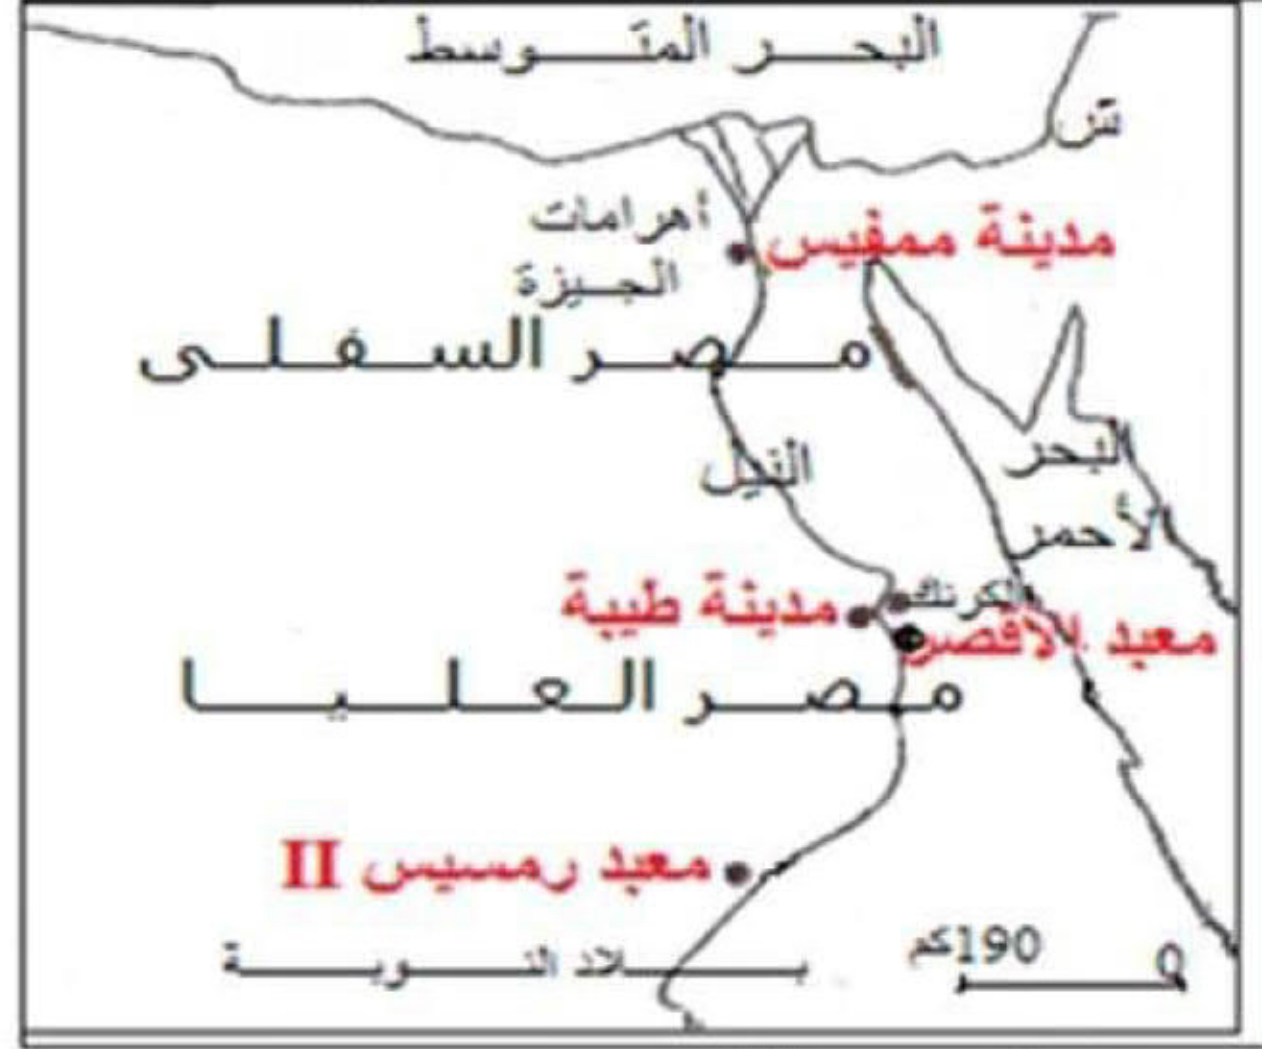 البحر المتوسط
أهرامات
الجيزة
مدينة ممفيس
مصر السفلى
النيل
البحر
الأحمر
الكرنك
مدينة طيبة
معبد الأقصر
مصر العليا
معبد رمسيس II
بلاد النوبة
190كم
0